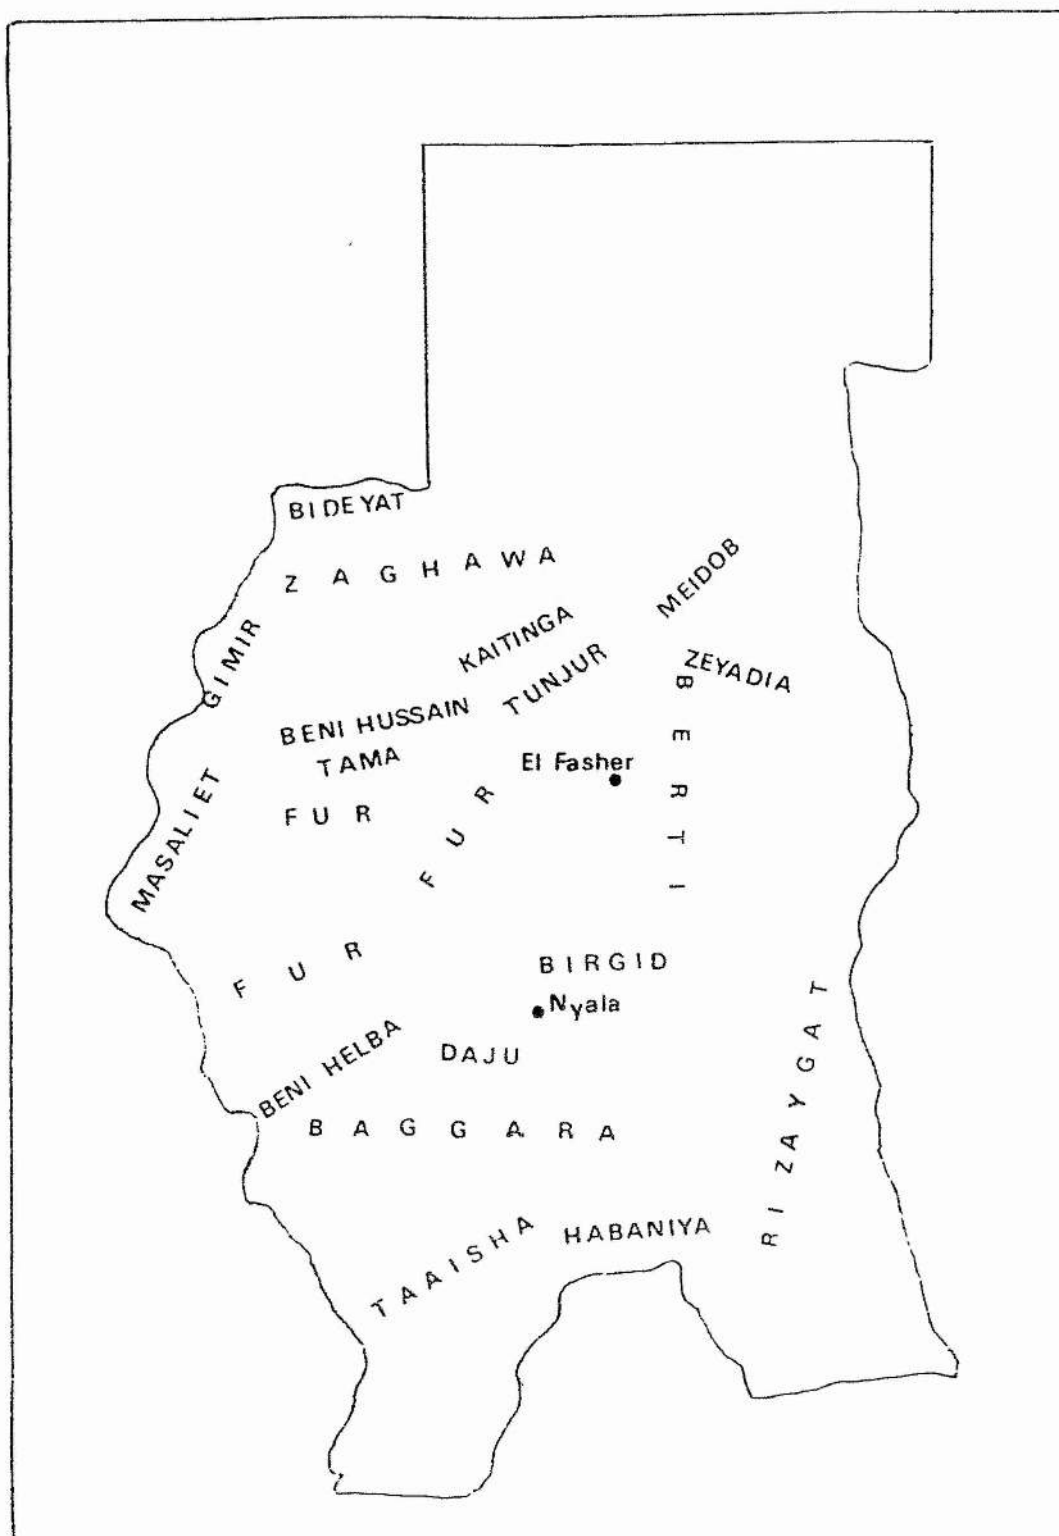 BIDEYAT
ZAGHAWA
MEIDOB
GIMIR
KAITINGA
TUNJUR
ZEYADIA
BENI HUSSAIN
TAMA
El Fasher
BERTI
MASALIET
FUR
FUR
FUR
BIRGID
Nyala
BENI HELBA
DAJU
BAGGARA
RIZAYGAT
TAAISHA
HABANIYA